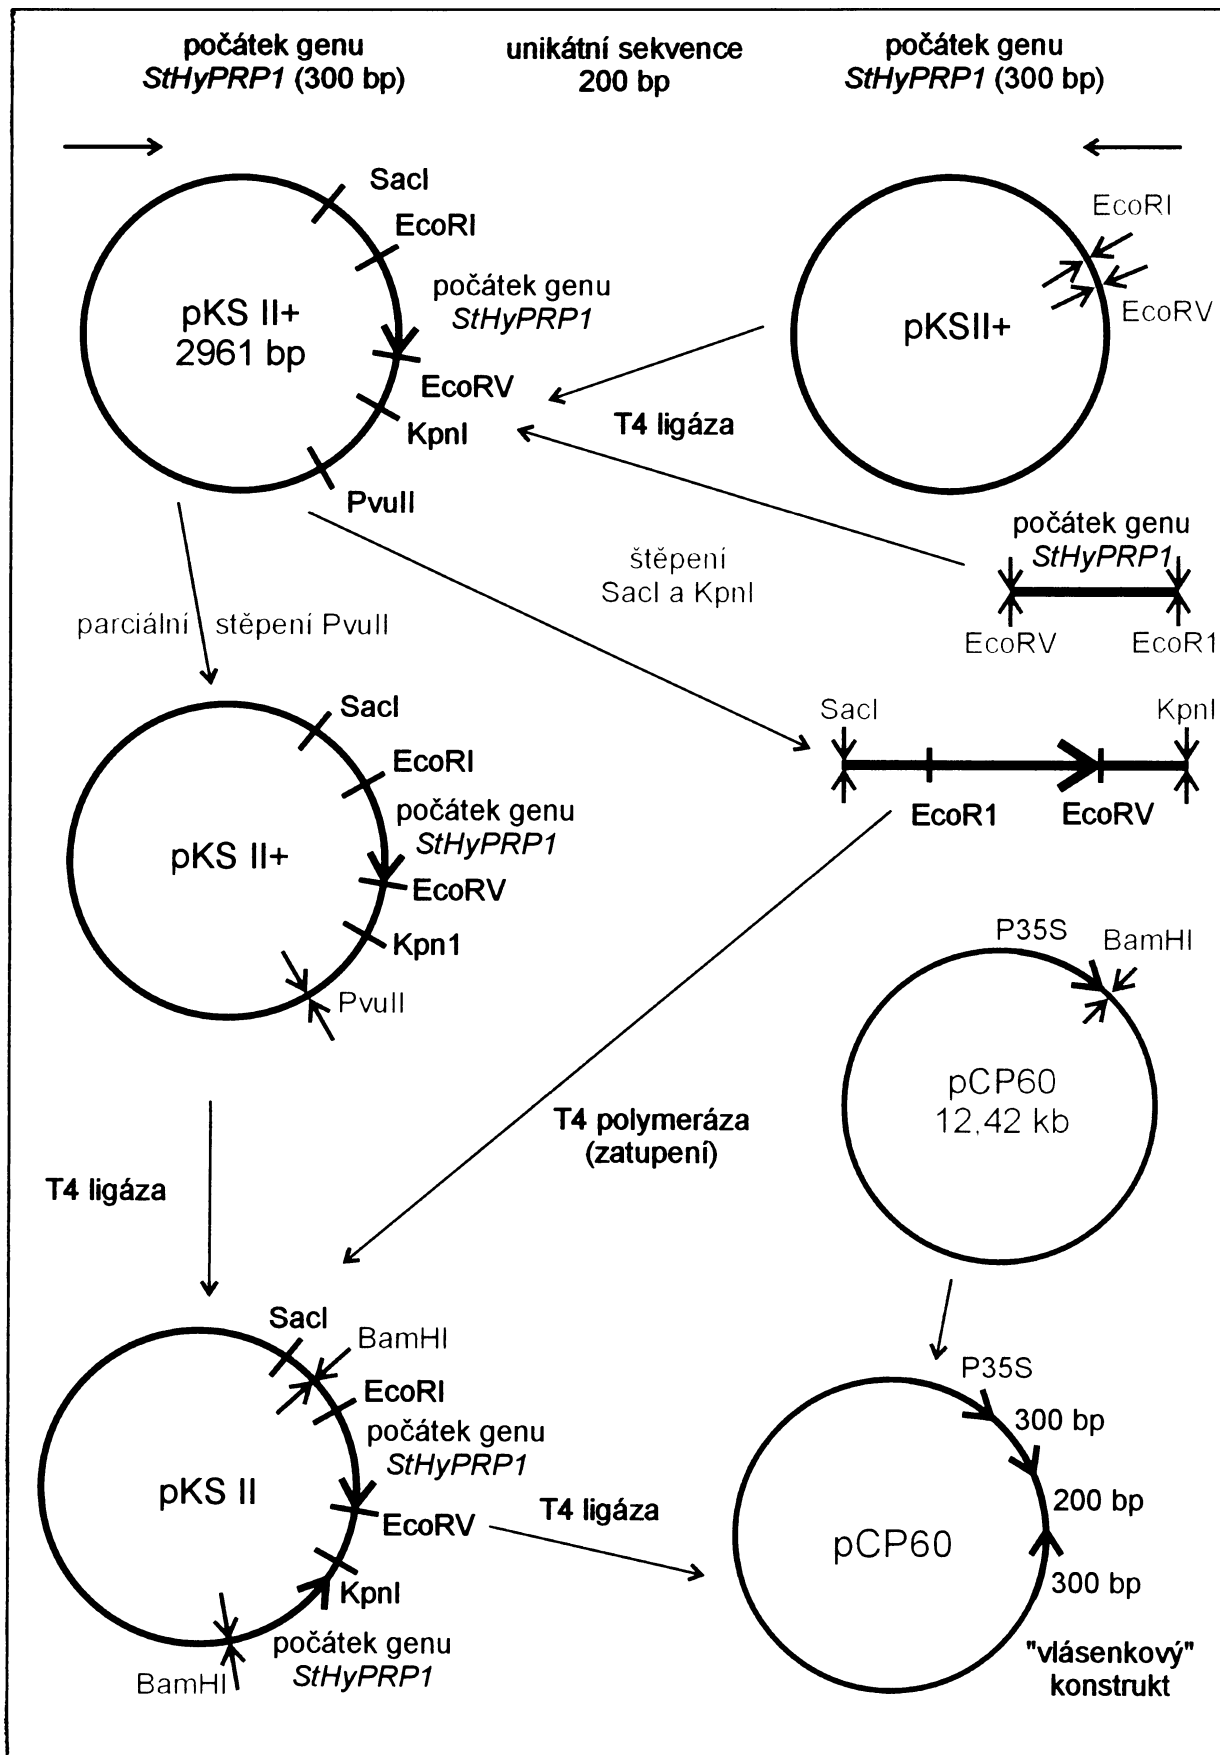 počátek genu
StHyPRP1 (300 bp)
unikátní sekvence
200 bp
počátek genu
StHyPRP1 (300 bp)
SacI
EcoRI
počátek genu
StHyPRP1
pKS II+
2961 bp
EcoRV
KpnI
PvuII
EcoRI
EcoRV
pKSII+
T4 ligáza
počátek genu
StHyPRP1
EcoRV
EcoR1
štěpení
SacI a KpnI
parciální stěpení PvuII
SacI
KpnI
EcoR1
EcoRV
SacI
EcoRI
počátek genu
StHyPRP1
pKS II+
EcoRV
Kpn1
PvuII
P35S
BamHI
pCP60
12,42 kb
T4 polymeráza
(zatupení)
T4 ligáza
SacI
BamHI
EcoRI
počátek genu
StHyPRP1
pKS II
EcoRV
KpnI
počátek genu
StHyPRP1
BamHI
T4 ligáza
P35S
300 bp
200 bp
pCP60
300 bp
"vlásenkový"
konstrukt